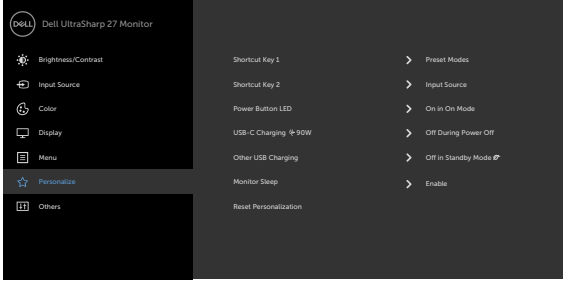 DELL Dell UltraSharp 27 Monitor
Brightness/Contrast Shortcut Key 1 Preset Modes
Input Source Shortcut Key 2 Input Source
Color Power Button LED On in On Mode
Display USB-C Charging 90W Off During Power Off
Menu Other USB Charging Off in Standby Mode
Personalize Monitor Sleep Enable
Others Reset Personalization